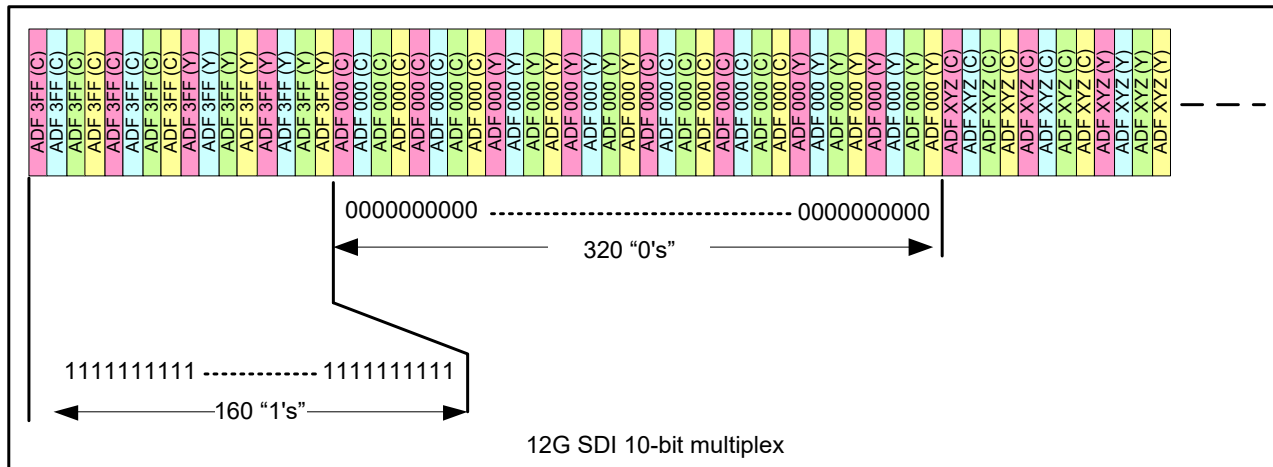 ADF 3FF (C)
ADF 3FF (C)
ADF 3FF (C)
ADF 3FF (C)
ADF 3FF (C)
ADF 3FF (C)
ADF 3FF (C)
ADF 3FF (C)
ADF 3FF (Y)
ADF 3FF (Y)
ADF 3FF (Y)
ADF 3FF (Y)
ADF 3FF (Y)
ADF 3FF (Y)
ADF 3FF (Y)
ADF 3FF (Y)
ADF 000 (C)
ADF 000 (C)
ADF 000 (C)
ADF 000 (C)
ADF 000 (C)
ADF 000 (C)
ADF 000 (C)
ADF 000 (C)
ADF 000 (Y)
ADF 000 (Y)
ADF 000 (Y)
ADF 000 (Y)
ADF 000 (Y)
ADF 000 (Y)
ADF 000 (Y)
ADF 000 (Y)
ADF 000 (C)
ADF 000 (C)
ADF 000 (C)
ADF 000 (C)
ADF 000 (C)
ADF 000 (C)
ADF 000 (C)
ADF 000 (C)
ADF 000 (Y)
ADF 000 (Y)
ADF 000 (Y)
ADF 000 (Y)
ADF 000 (Y)
ADF 000 (Y)
ADF 000 (Y)
ADF 000 (Y)
ADF XYZ (C)
ADF XYZ (C)
ADF XYZ (C)
ADF XYZ (C)
ADF XYZ (C)
ADF XYZ (C)
ADF XYZ (C)
ADF XYZ (C)
ADF XYZ (Y)
ADF XYZ (Y)
ADF XYZ (Y)
ADF XYZ (Y)
0000000000 0000000000
320 “0's”
1111111111 1111111111
160 “1's”
12G SDI 10-bit multiplex